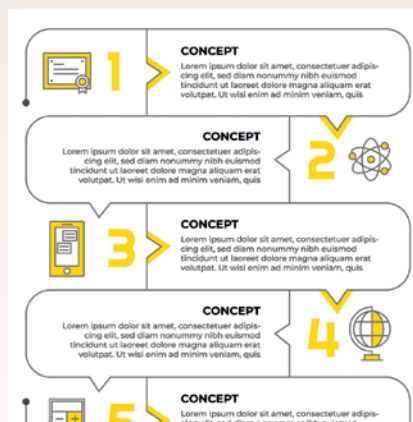 1
CONCEPT
Lorem ipsum dolor sit amet, consectetuer adipis-
cing elit, sed diam nonummy nibh euismod
tincidunt ut laoreet dolore magna aliquam erat
volutpat. Ut wisi enim ad minim veniam, quis
CONCEPT
Lorem ipsum dolor sit amet, consectetuer adipis-
cing elit, sed diam nonummy nibh euismod
tincidunt ut laoreet dolore magna aliquam erat
volutpat. Ut wisi enim ad minim veniam, quis
2
3
CONCEPT
Lorem ipsum dolor sit amet, consectetuer adipis-
cing elit, sed diam nonummy nibh euismod
tincidunt ut laoreet dolore magna aliquam erat
volutpat. Ut wisi enim ad minim veniam, quis
CONCEPT
Lorem ipsum dolor sit amet, consectetuer adipis-
cing elit, sed diam nonummy nibh euismod
tincidunt ut laoreet dolore magna aliquam erat
volutpat. Ut wisi enim ad minim veniam, quis
4
5
CONCEPT
Lorem ipsum dolor sit amet, consectetuer adipis-